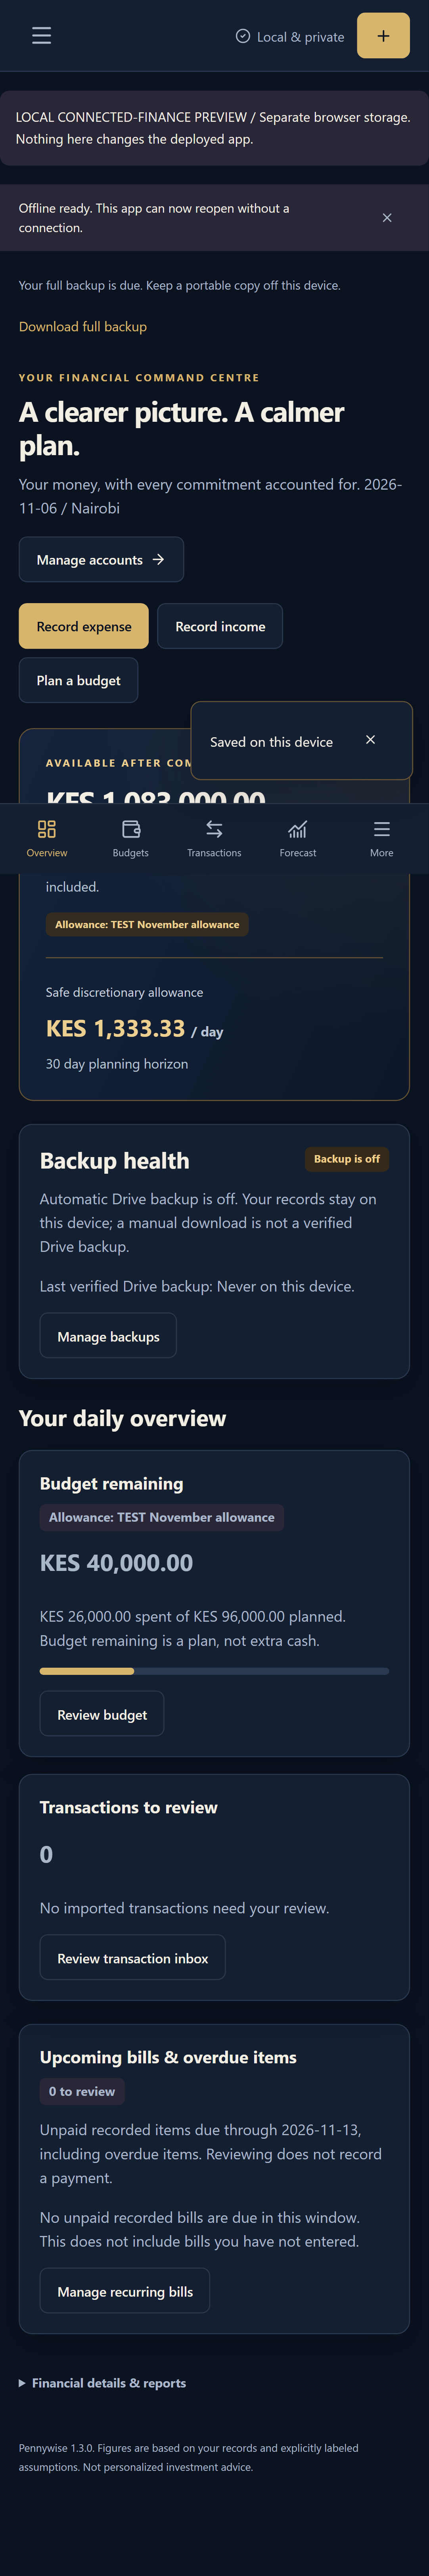 Local & private
LOCAL CONNECTED-FINANCE PREVIEW / Separate browser storage.
Nothing here changes the deployed app.
Offline ready. This app can now reopen without a
connection.
Your full backup is due. Keep a portable copy off this device.
Download full backup
YOUR FINANCIAL COMMAND CENTRE
A clearer picture. A calmer
plan.
Your money, with every commitment accounted for. 2026-
11-06 / Nairobi
Manage accounts
Record expense
Record income
Plan a budget
Saved on this device
AVAILABLE AFTER COM
KES 1,083,000.00
Overview
Budgets
Transactions
Forecast
More
included.
Allowance: TEST November allowance
Safe discretionary allowance
KES 1,333.33 / day
30 day planning horizon
Backup health
Backup is off
Automatic Drive backup is off. Your records stay on
this device; a manual download is not a verified
Drive backup.
Last verified Drive backup: Never on this device.
Manage backups
Your daily overview
Budget remaining
Allowance: TEST November allowance
KES 40,000.00
KES 26,000.00 spent of KES 96,000.00 planned.
Budget remaining is a plan, not extra cash.
Review budget
Transactions to review
0
No imported transactions need your review.
Review transaction inbox
Upcoming bills & overdue items
0 to review
Unpaid recorded items due through 2026-11-13,
including overdue items. Reviewing does not record
a payment.
No unpaid recorded bills are due in this window.
This does not include bills you have not entered.
Manage recurring bills
Financial details & reports
Pennywise 1.3.0. Figures are based on your records and explicitly labeled
assumptions. Not personalized investment advice.